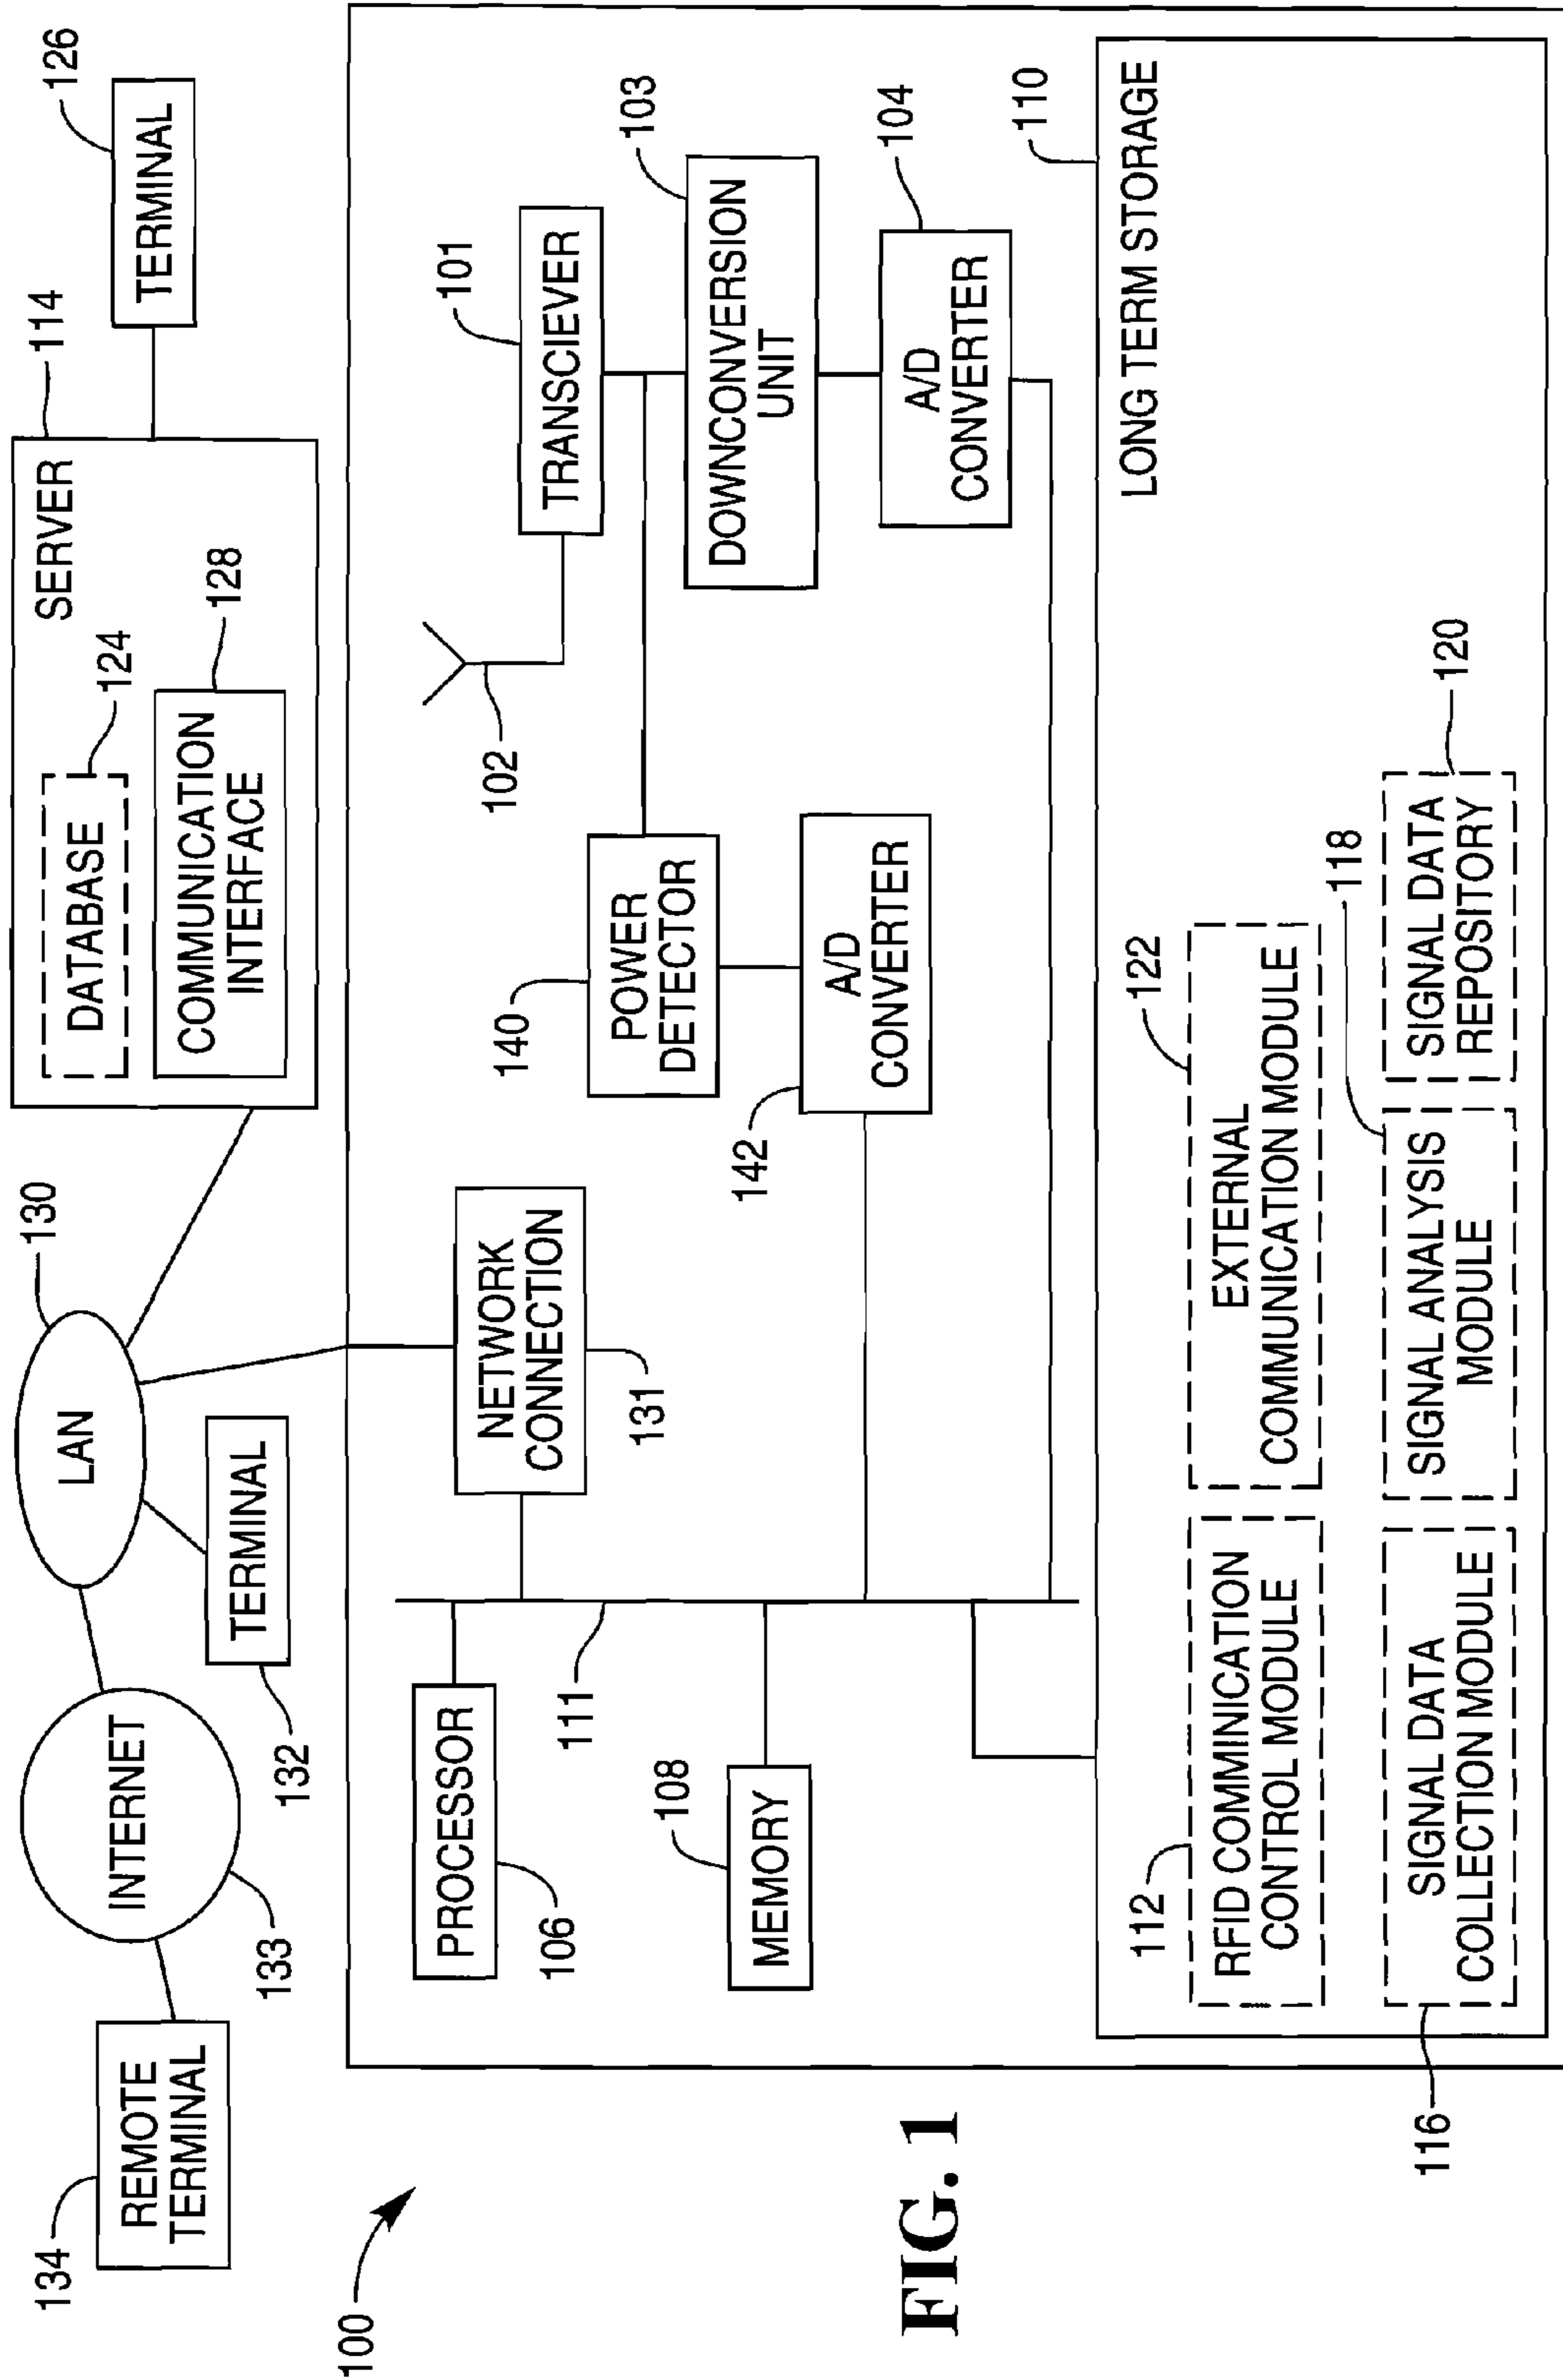 134
REMOTE
TERMINAL
INTERNET
133
LAN
130
TERMINAL
132
SERVER
114
DATABASE
124
COMMUNICATION
INTERFACE
128
TERMINAL
126
100
PROCESSOR
106
111
MEMORY
108
NETWORK
CONNECTION
131
102
TRANSCIEVER
101
POWER
DETECTOR
140
DOWNCONVERSION
UNIT
103
A/D
CONVERTER
142
A/D
CONVERTER
104
LONG TERM STORAGE
110
112
RFID COMMINICATION
CONTROL MODULE
EXTERNAL
COMMUNICATION MODULE
122
SIGNAL DATA
COLLECTION MODULE
116
SIGNAL ANALYSIS
MODULE
118
SIGNAL DATA
REPOSITORY
120
FIG. 1